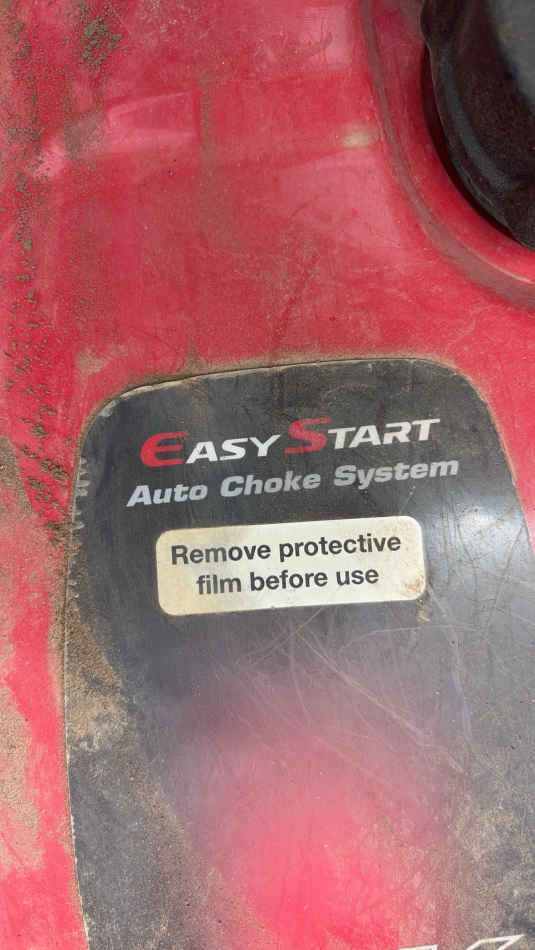 EASY START
Auto Choke System
Remove protective
film before use